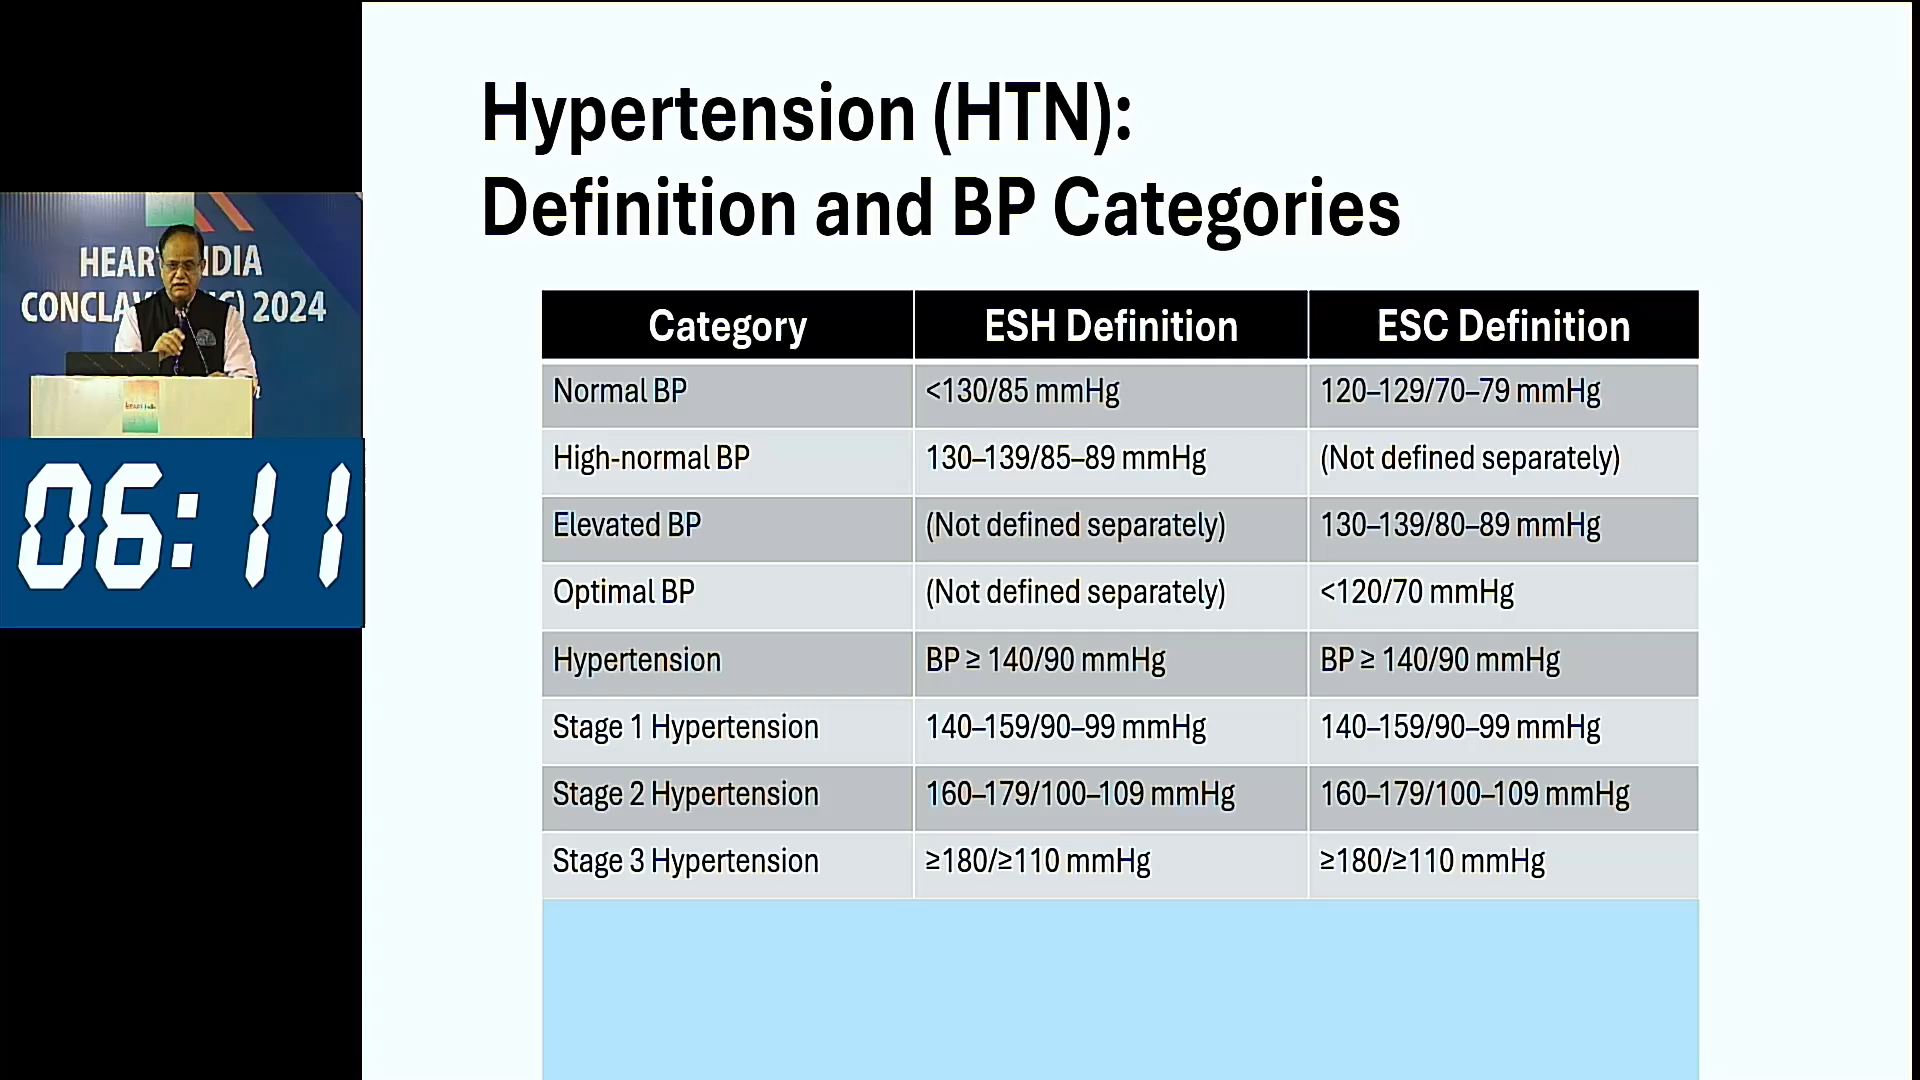 Hypertension (HTN):
Definition and BP Categories
HEART INDIA
2024
06:11
Category ESH Definition ESC Definition
Normal BP <130/85 mmHg 120–129/70–79 mmHg
High-normal BP 130–139/85–89 mmHg (Not defined separately)
Elevated BP (Not defined separately) 130–139/80–89 mmHg
Optimal BP (Not defined separately) <120/70 mmHg
Hypertension BP ≥ 140/90 mmHg BP ≥ 140/90 mmHg
Stage 1 Hypertension 140–159/90–99 mmHg 140–159/90–99 mmHg
Stage 2 Hypertension 160–179/100–109 mmHg 160–179/100–109 mmHg
Stage 3 Hypertension ≥180/≥110 mmHg ≥180/≥110 mmHg